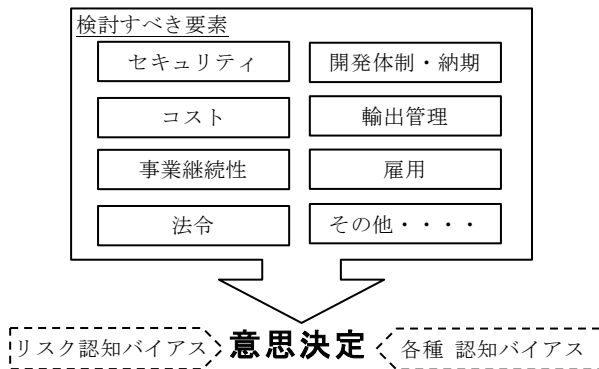 検討すべき要素
セキュリティ
開発体制・納期
コスト
輸出管理
事業継続性
雇用
法令
その他・・・・
リスク認知バイアス
意思決定
各種 認知バイアス